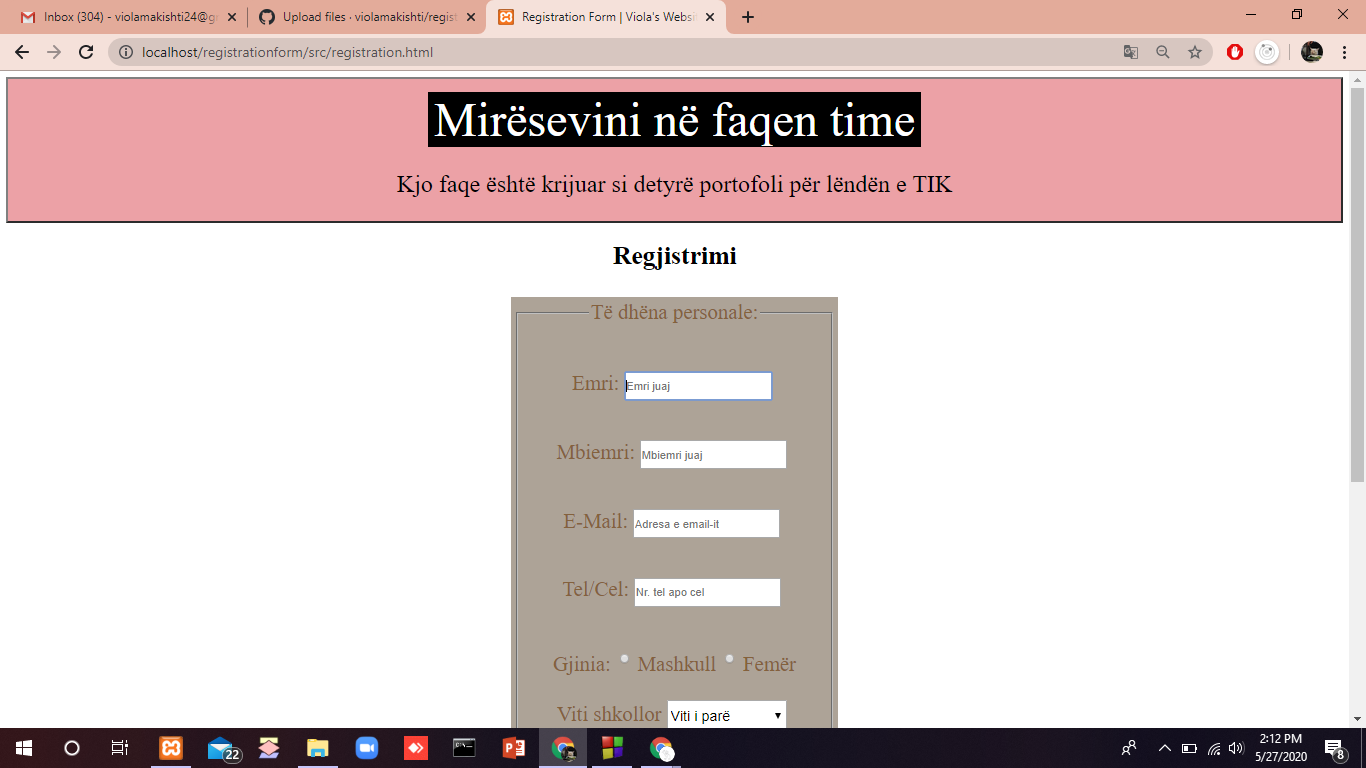 Inbox (304) - violamakishti24@g
Upload files · violamakishti/regist
Registration Form | Viola's Websi
localhost/registrationform/src/registration.html
Mirësevini në faqen time
Kjo faqe është krijuar si detyrë portofoli për lëndën e TIK
Regjistrimi
Të dhëna personale:
Emri: Emri juaj
Mbiemri: Mbiemri juaj
E-Mail: Adresa e email-it
Tel/Cel: Nr. tel apo cel
Gjinia: Mashkull Femër
Viti shkollor Viti i parë
22
2:12 PM
5/27/2020
8